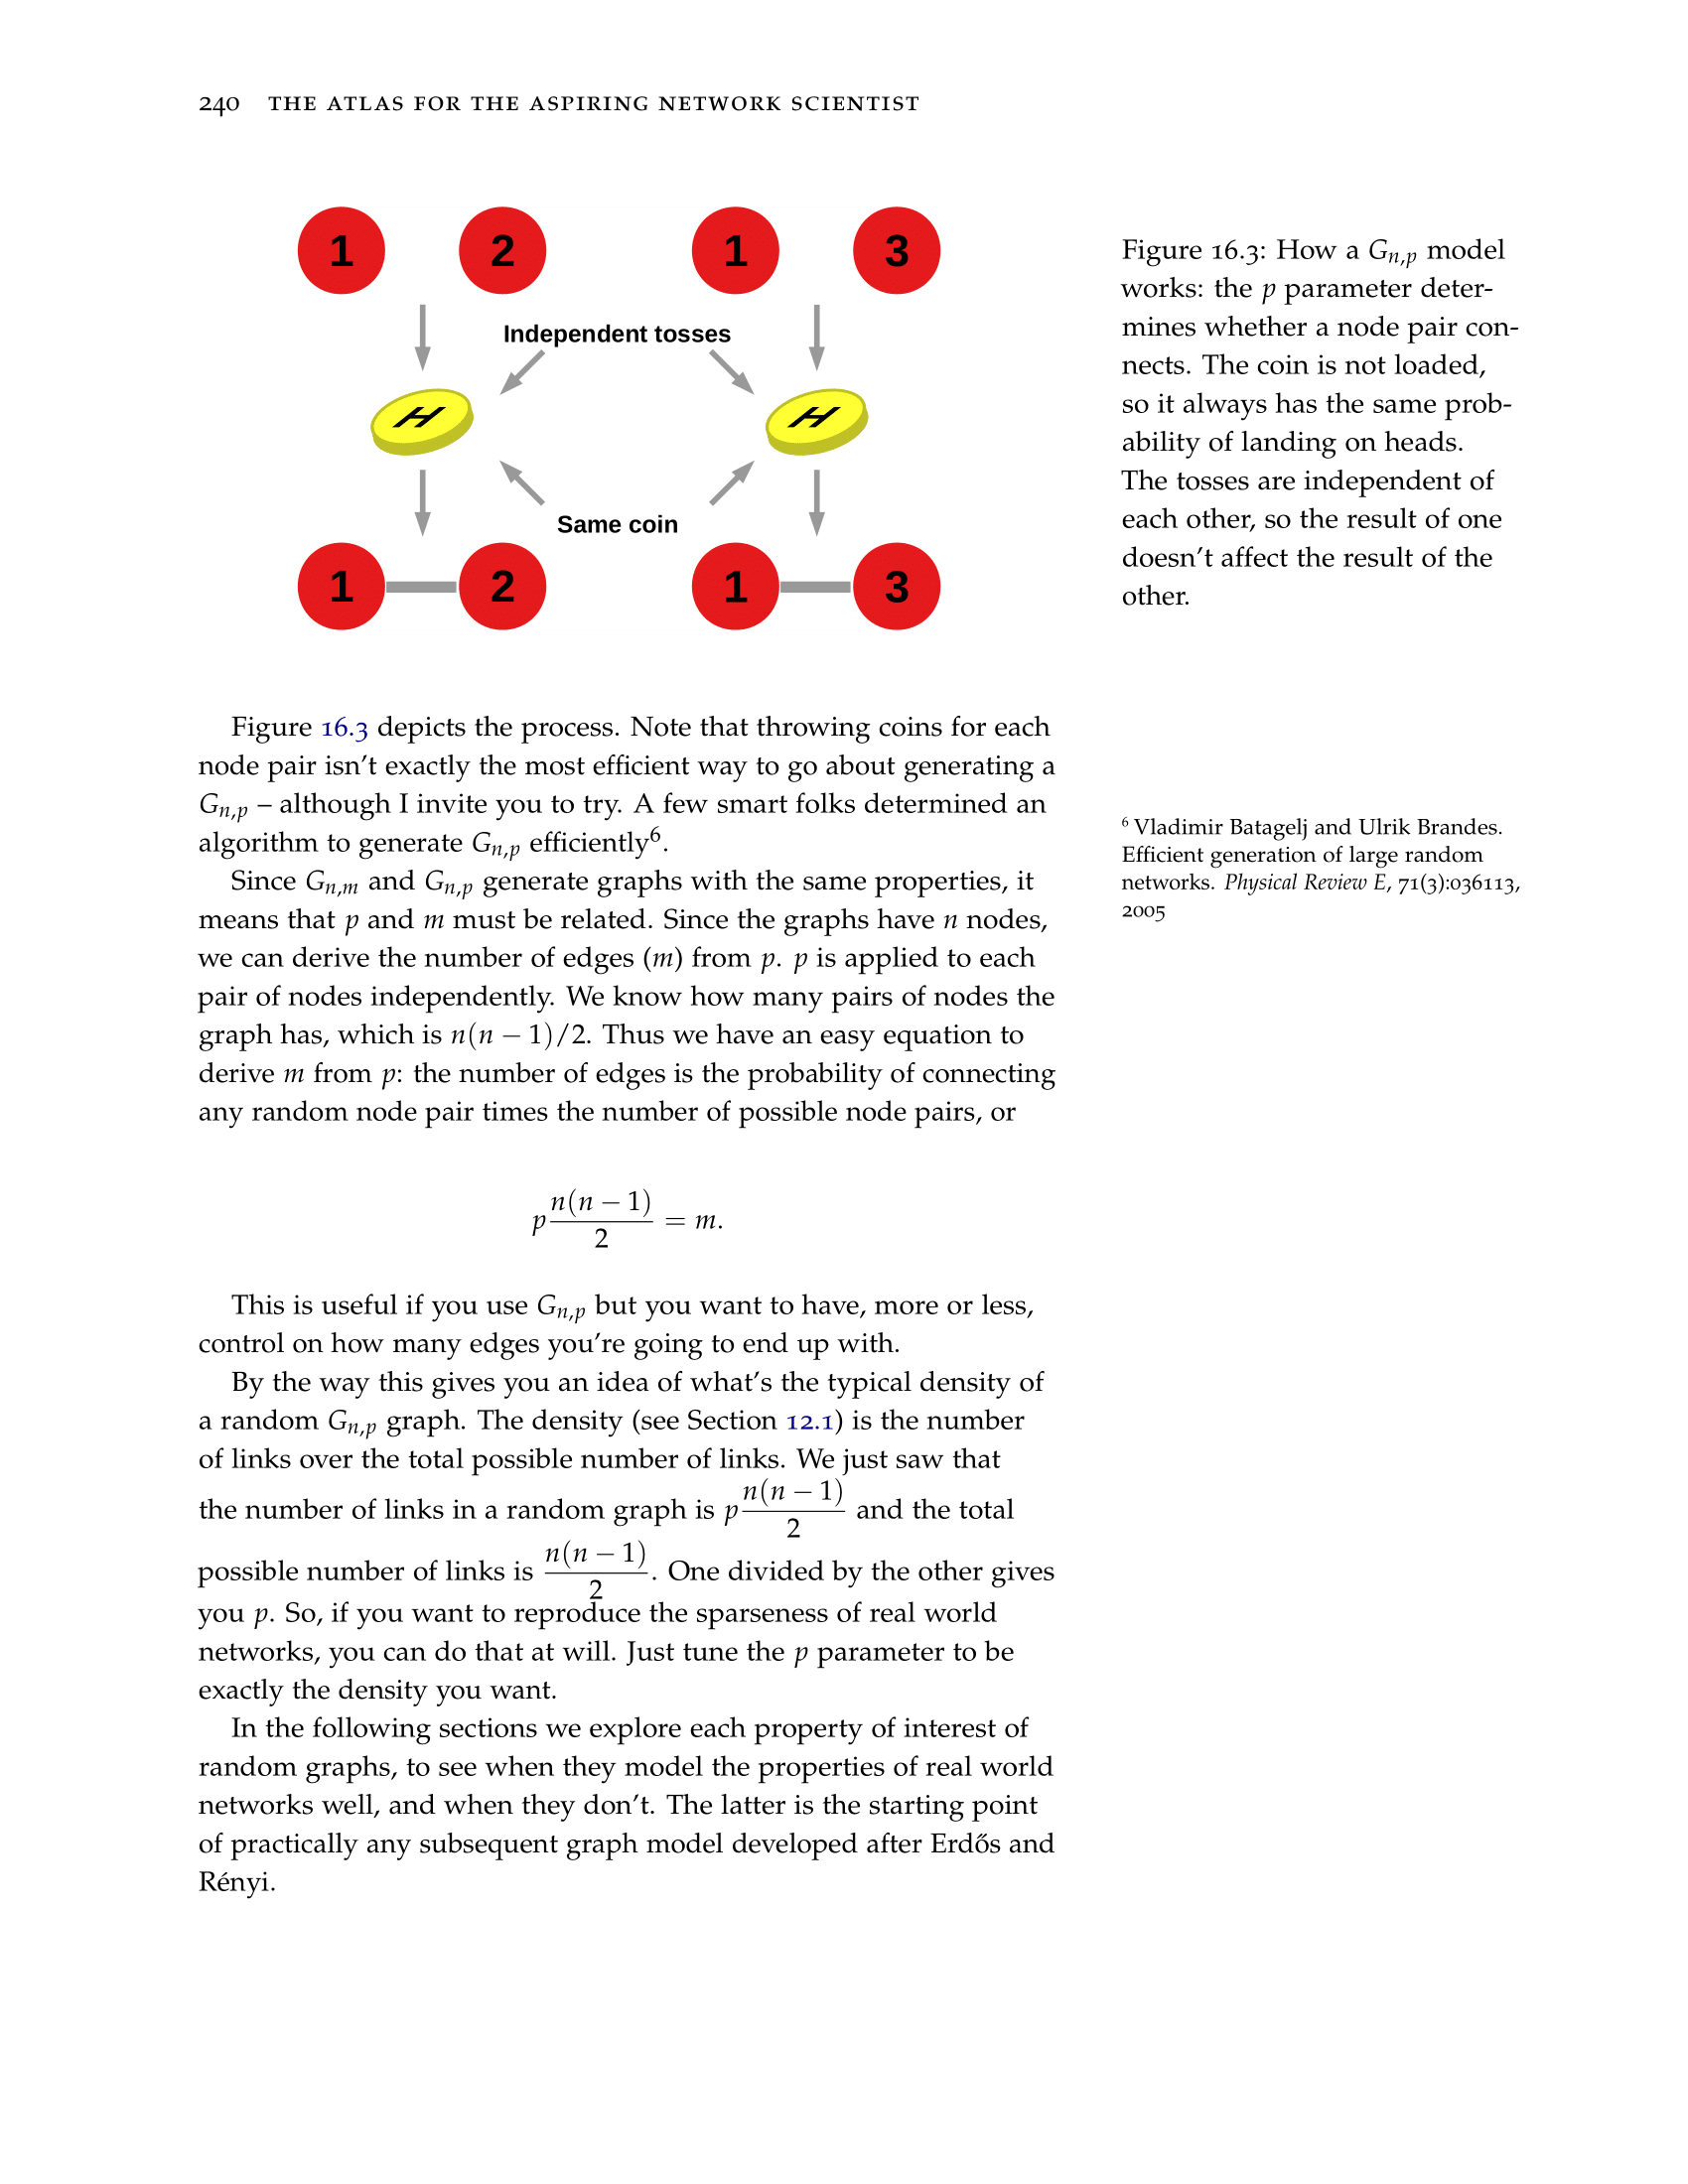 240 THE ATLAS FOR THE ASPIRING NETWORK SCIENTIST
1 2 1 3
Independent tosses
H H
Same coin
1 2 1 3
Figure 16.3: How a Gn,p model
works: the p parameter deter-
mines whether a node pair con-
nects. The coin is not loaded,
so it always has the same prob-
ability of landing on heads.
The tosses are independent of
each other, so the result of one
doesn't affect the result of the
other.
Figure 16.3 depicts the process. Note that throwing coins for each
node pair isn't exactly the most efficient way to go about generating a
Gn,p – although I invite you to try. A few smart folks determined an
algorithm to generate Gn,p efficiently6.
6 Vladimir Batagelj and Ulrik Brandes.
Efficient generation of large random
networks. Physical Review E, 71(3):036113,
2005
Since Gn,m and Gn,p generate graphs with the same properties, it
means that p and m must be related. Since the graphs have n nodes,
we can derive the number of edges (m) from p. p is applied to each
pair of nodes independently. We know how many pairs of nodes the
graph has, which is n(n − 1)/2. Thus we have an easy equation to
derive m from p: the number of edges is the probability of connecting
any random node pair times the number of possible node pairs, or
p n(n − 1)/2 = m.
This is useful if you use Gn,p but you want to have, more or less,
control on how many edges you're going to end up with.
By the way this gives you an idea of what's the typical density of
a random Gn,p graph. The density (see Section 12.1) is the number
of links over the total possible number of links. We just saw that
the number of links in a random graph is p n(n − 1)/2 and the total
possible number of links is n(n − 1)/2. One divided by the other gives
you p. So, if you want to reproduce the sparseness of real world
networks, you can do that at will. Just tune the p parameter to be
exactly the density you want.
In the following sections we explore each property of interest of
random graphs, to see when they model the properties of real world
networks well, and when they don't. The latter is the starting point
of practically any subsequent graph model developed after Erdős and
Rényi.